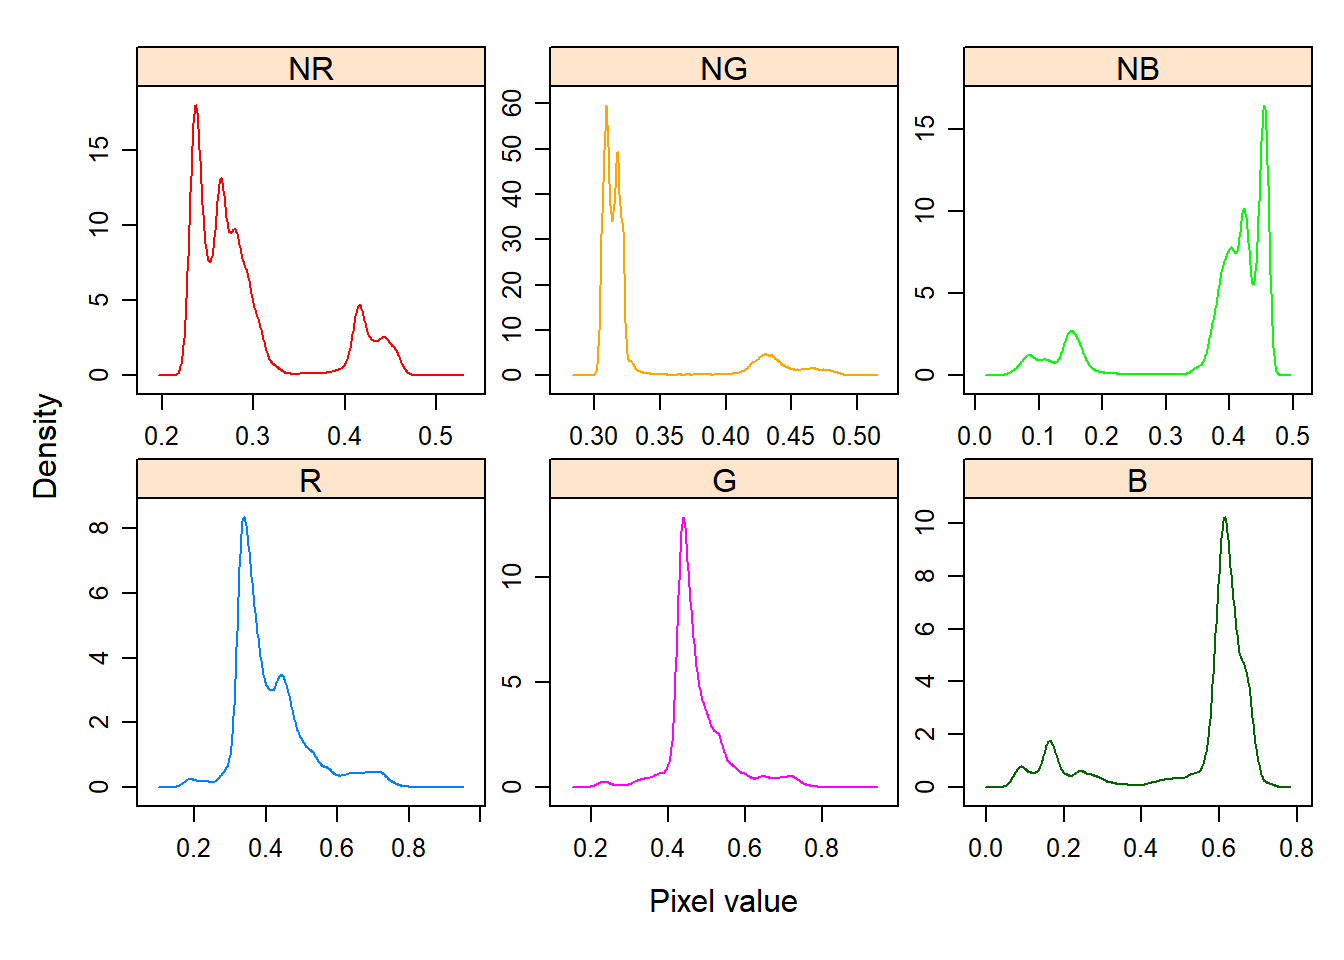 NR NG NB
0 5 10 15
0 10 20 30 40 50 60
0 5 10 15
0.2 0.3 0.4 0.5
0.30 0.35 0.40 0.45 0.50
0.0 0.1 0.2 0.3 0.4 0.5
Density
R G B
0 2 4 6 8
0 5 10
0 2 4 6 8 10
0.2 0.4 0.6 0.8
0.2 0.4 0.6 0.8
0.0 0.2 0.4 0.6 0.8
Pixel value